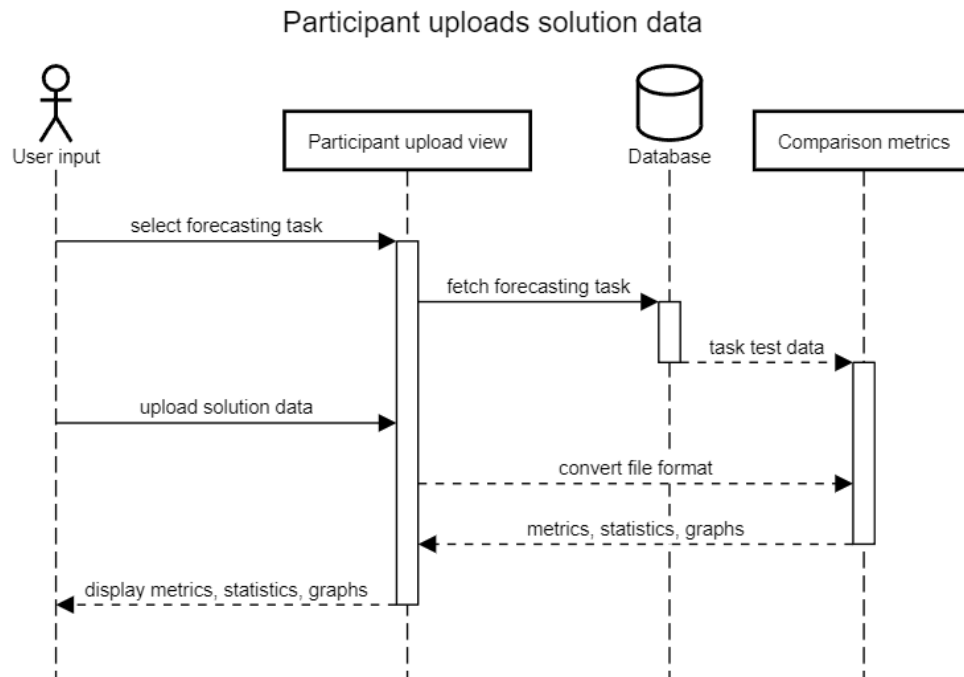 Participant uploads solution data
User input
Participant upload view
Database
Comparison metrics
select forecasting task
fetch forecasting task
task test data
upload solution data
convert file format
metrics, statistics, graphs
display metrics, statistics, graphs